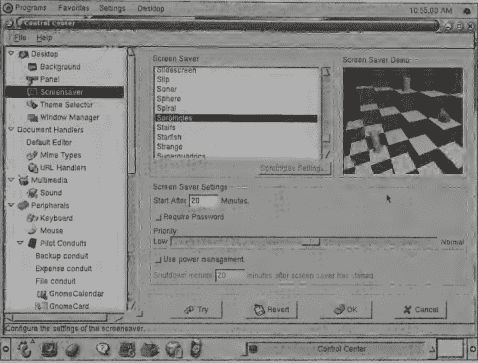 Programs Favorites Settings Desktop 10:55:03 AM
Control Center
File Help
Desktop
Background
Panel
Screensaver
Theme Selector
Window Manager
Document Handlers
Default Editor
Mime Types
URL Handlers
Multimedia
Sound
Peripherals
Keyboard
Mouse
Pilot Conduits
Backup conduit
Expense conduit
File conduit
GnomeCalendar
GnomeCard
Screen Saver
Slidescreen
Slip
Sonar
Sphere
Spiral
Stairs
Starfish
Strange
Superquadrics
Screen Saver Demo
Screen Saver Settings
Start After 20 Minutes.
Require Password
Priority
Low Normal
Use power management.
Shutdown monitor 20 minutes after screen saver has started.
Try Revert OK Cancel
Configure the settings of the screensaver.
Control Center